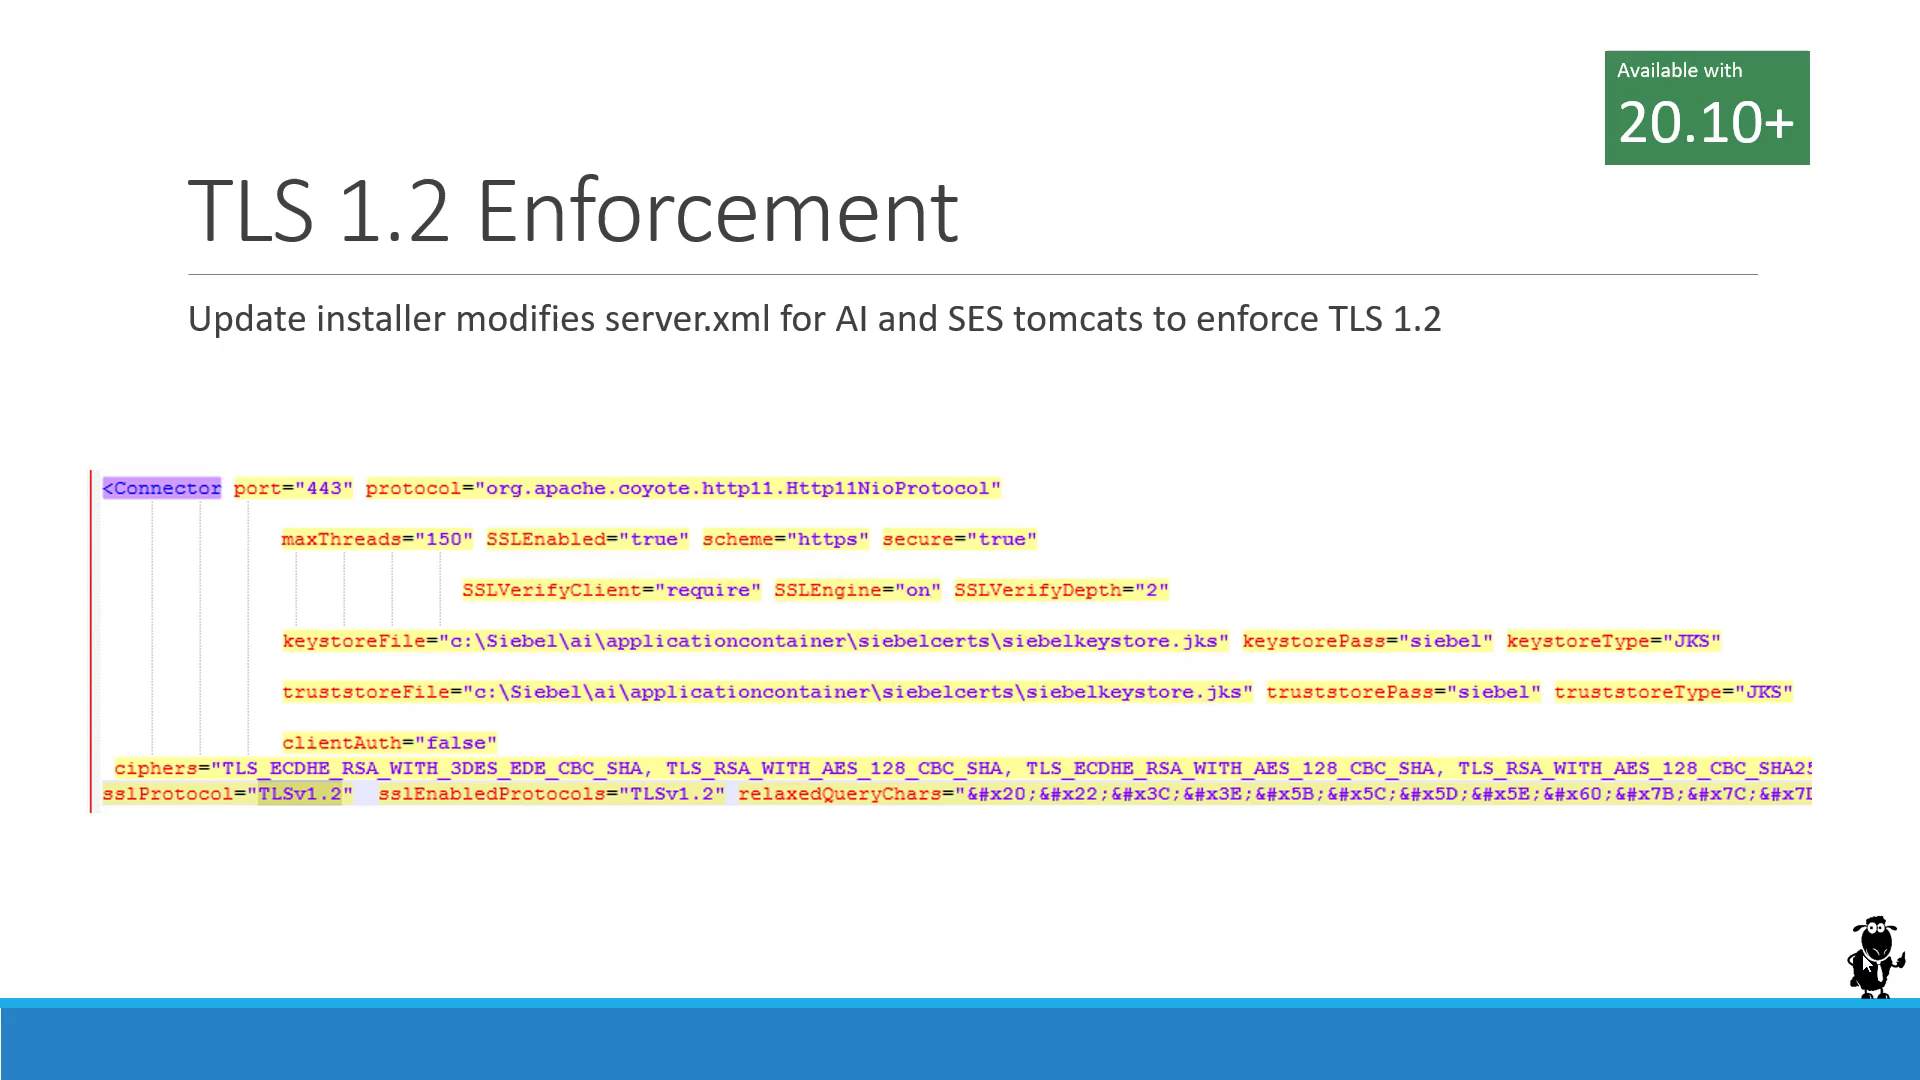 Available with
20.10+
TLS 1.2 Enforcement
Update installer modifies server.xml for AI and SES tomcats to enforce TLS 1.2
<Connector port="443" protocol="org.apache.coyote.http11.Http11NioProtocol"
maxThreads="150" SSLEnabled="true" scheme="https" secure="true"
SSLVerifyClient="require" SSLEngine="on" SSLVerifyDepth="2"
keystoreFile="c:\Siebel\ai\applicationcontainer\siebelcerts\siebelkeystore.jks" keystorePass="siebel" keystoreType="JKS"
truststoreFile="c:\Siebel\ai\applicationcontainer\siebelcerts\siebelkeystore.jks" truststorePass="siebel" truststoreType="JKS"
clientAuth="false"
ciphers="TLS_ECDHE_RSA_WITH_3DES_EDE_CBC_SHA, TLS_RSA_WITH_AES_128_CBC_SHA, TLS_ECDHE_RSA_WITH_AES_128_CBC_SHA, TLS_RSA_WITH_AES_128_CBC_SHA25
sslProtocol="TLSv1.2" sslEnabledProtocols="TLSv1.2" relaxedQueryChars="&#x20;&#x22;&#x3C;&#x3E;&#x5B;&#x5C;&#x5D;&#x5E;&#x60;&#x7B;&#x7C;&#x7D